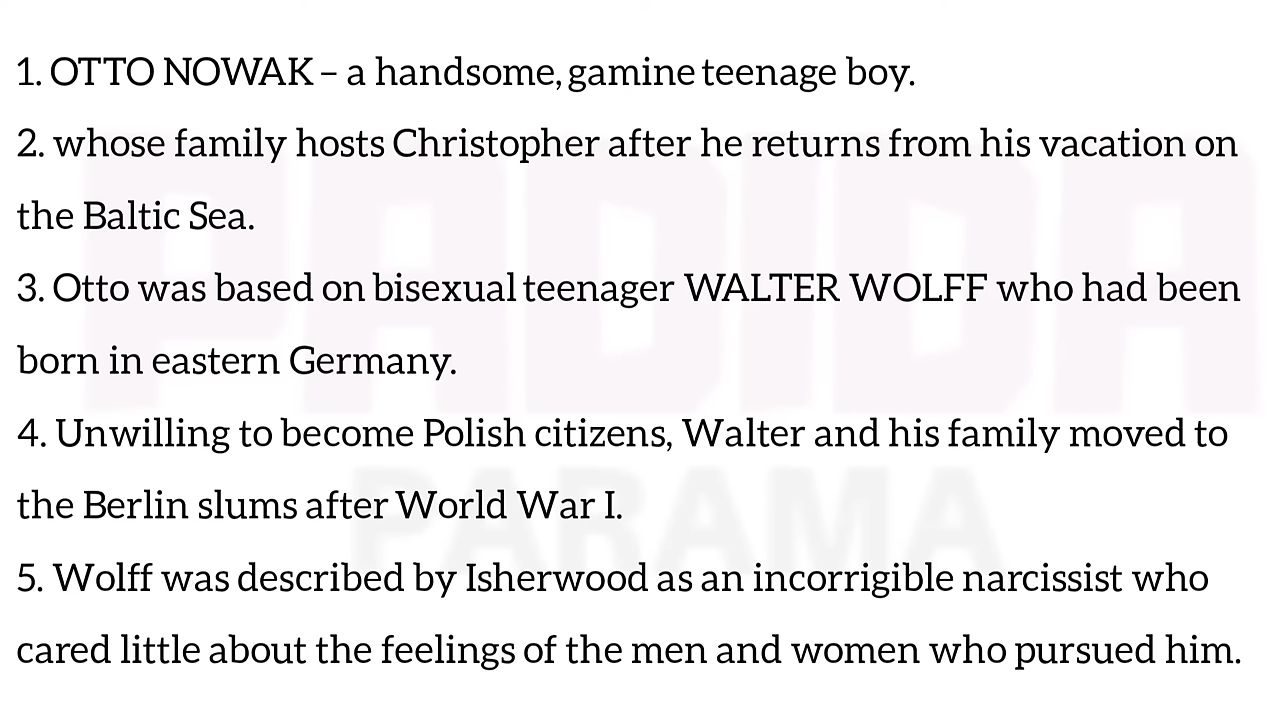 1. OTTO NOWAK – a handsome, gamine teenage boy.
2. whose family hosts Christopher after he returns from his vacation on
the Baltic Sea.
3. Otto was based on bisexual teenager WALTER WOLFF who had been
born in eastern Germany.
4. Unwilling to become Polish citizens, Walter and his family moved to
the Berlin slums after World War I.
5. Wolff was described by Isherwood as an incorrigible narcissist who
cared little about the feelings of the men and women who pursued him.
PADIDA
PARAMA